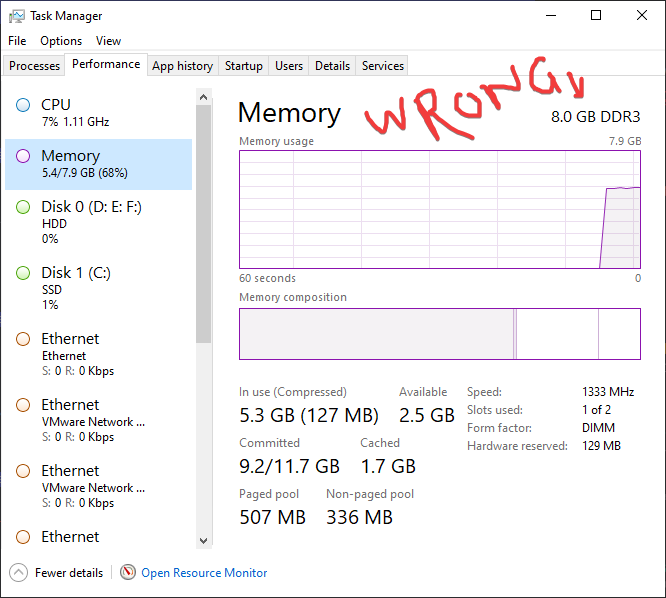 Task Manager
File Options View
Processes Performance App history Startup Users Details Services
CPU
7% 1.11 GHz
Memory
5.4/7.9 GB (68%)
Disk 0 (D: E: F:)
HDD
0%
Disk 1 (C:)
SSD
1%
Ethernet
Ethernet
S: 0 R: 0 Kbps
Ethernet
VMware Network ...
S: 0 R: 0 Kbps
Ethernet
VMware Network ...
S: 0 R: 0 Kbps
Ethernet
Memory
WRONG
8.0 GB DDR3
Memory usage 7.9 GB
60 seconds 0
Memory composition
In use (Compressed) Available
5.3 GB (127 MB) 2.5 GB
Committed Cached
9.2/11.7 GB 1.7 GB
Paged pool Non-paged pool
507 MB 336 MB
Speed: 1333 MHz
Slots used: 1 of 2
Form factor: DIMM
Hardware reserved: 129 MB
Fewer details Open Resource Monitor